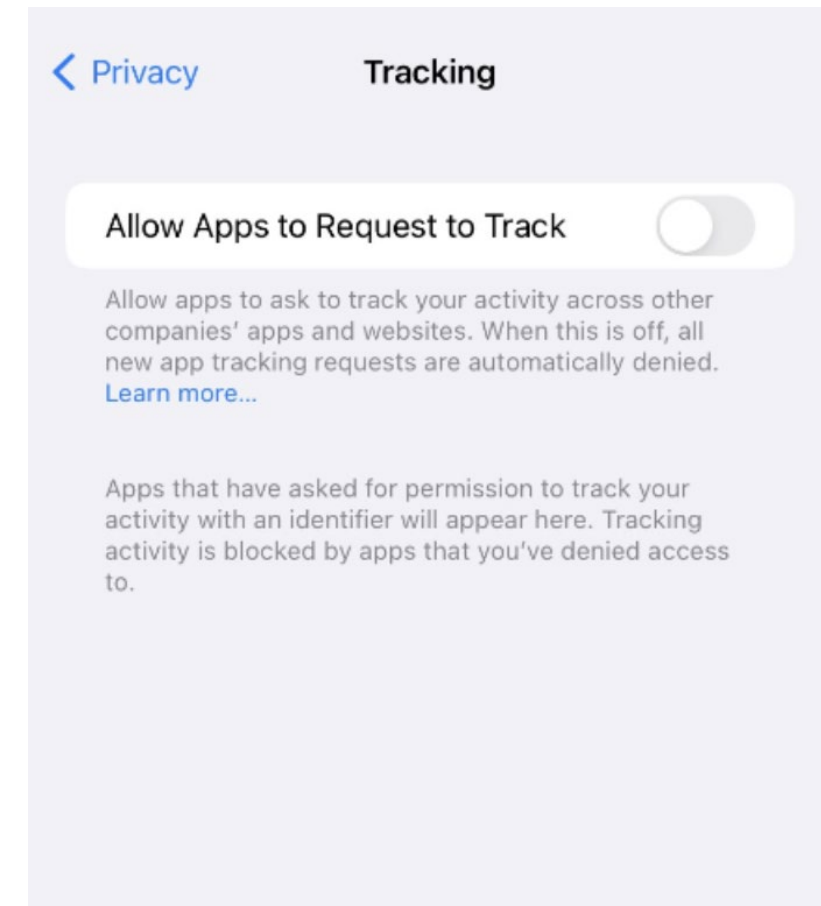 Privacy
Tracking
Allow Apps to Request to Track
Allow apps to ask to track your activity across other
companies’ apps and websites. When this is off, all
new app tracking requests are automatically denied.
Learn more...
Apps that have asked for permission to track your
activity with an identifier will appear here. Tracking
activity is blocked by apps that you’ve denied access
to.